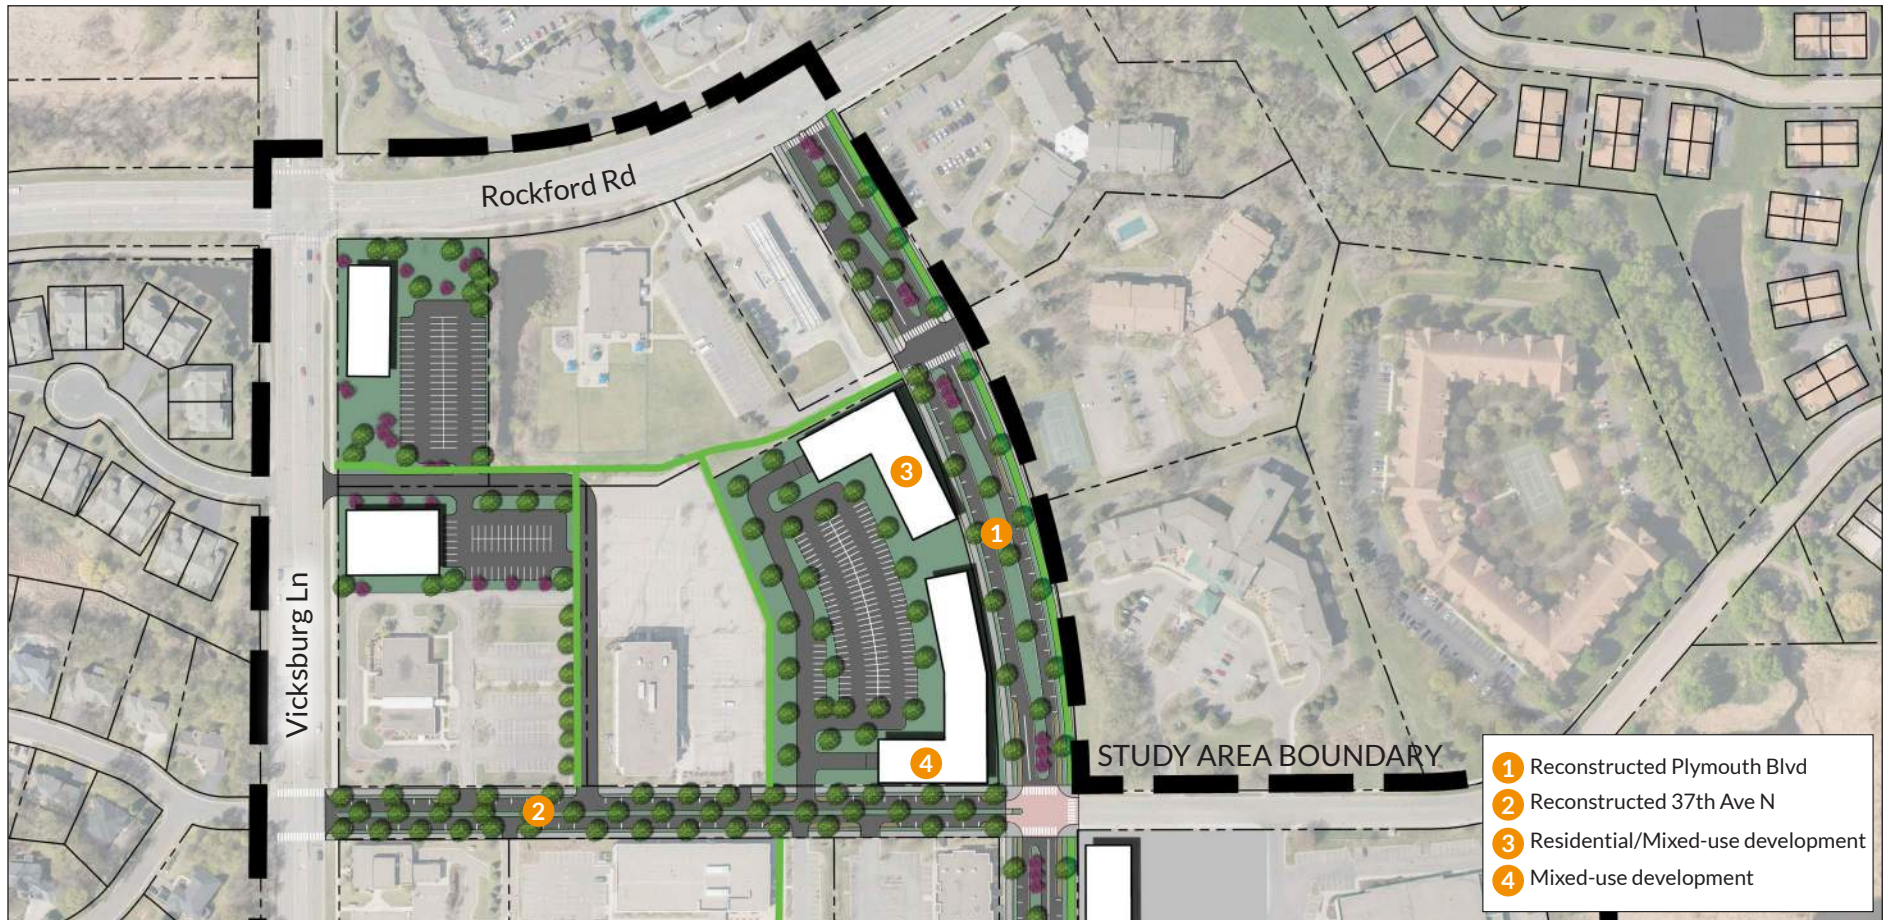 Rockford Rd
3
1
Vicksburg Ln
STUDY AREA BOUNDARY
4
2
1 Reconstructed Plymouth Blvd
2 Reconstructed 37th Ave N
3 Residential/Mixed-use development
4 Mixed-use development